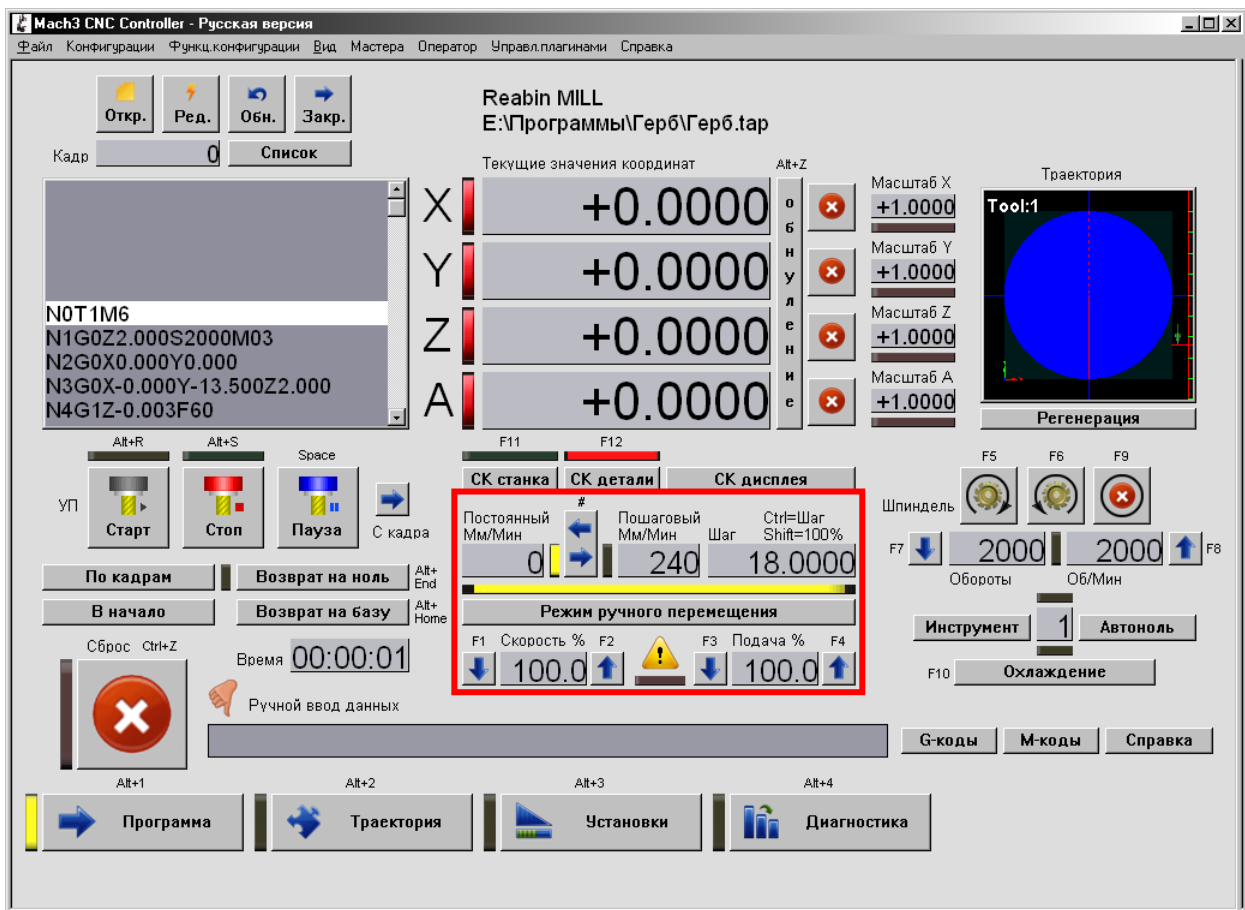 Mach3 CNC Controller - Русская версия
Файл Конфигурации Функц.конфигурации Вид Мастера Оператор Управл.плагинами Справка
Откр. Ред. Обн. Закр.
Reabin MILL
E:\Программы\Герб\Герб.tap
Кадр 0 Список
Текущие значения координат Alt+Z
Траектория
X +0.0000
Y +0.0000
Z +0.0000
A +0.0000
обнуление
Масштаб X
+1.0000
Масштаб Y
+1.0000
Масштаб Z
+1.0000
Масштаб A
+1.0000
Tool:1
Регенерация
N0T1M6
N1G0Z2.000S2000M03
N2G0X0.000Y0.000
N3G0X-0.000Y-13.500Z2.000
N4G1Z-0.003F60
Alt+R Alt+S Space
УП Старт Стоп Пауза С кадра
F11 F12
СК станка СК детали СК дисплея
#
Постоянный Пошаговый Ctrl=Шаг
Мм/Мин Мм/Мин Шаг Shift=100%
0 240 18.0000
Режим ручного перемещения
F1 Скорость % F2 F3 Подача % F4
100.0 100.0
F5 F6 F9
Шпиндель
F7 2000 2000 F8
Обороты Об/Мин
Инструмент 1 Автоноль
F10 Охлаждение
По кадрам Возврат на ноль Alt+
End
В начало Возврат на базу Alt+
Home
Сброс Ctrl+Z
Время 00:00:01
Ручной ввод данных
G-коды М-коды Справка
Alt+1 Alt+2 Alt+3 Alt+4
Программа Траектория Установки Диагностика